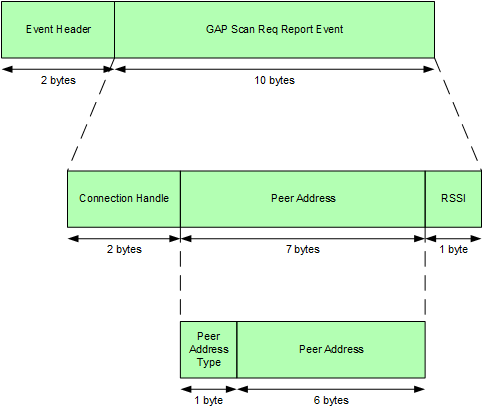 Event Header
GAP Scan Req Report Event
2 bytes
10 bytes
Connection Handle
Peer Address
RSSI
2 bytes
7 bytes
1 byte
Peer
Address
Type
Peer Address
1 byte
6 bytes